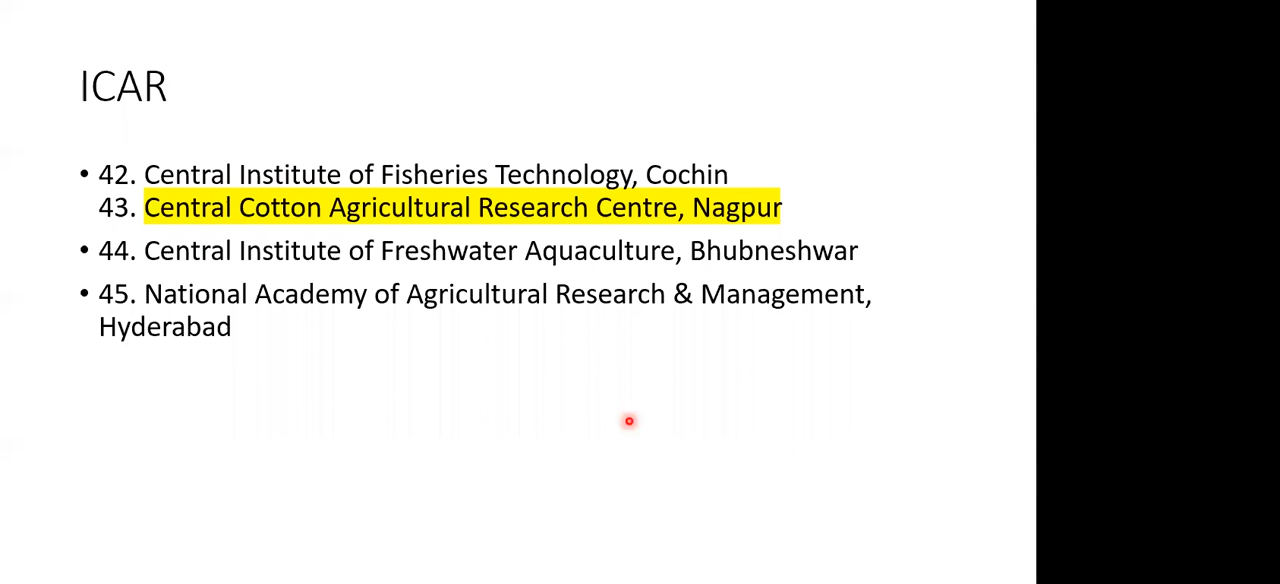 ICAR
• 42. Central Institute of Fisheries Technology, Cochin
43. Central Cotton Agricultural Research Centre, Nagpur
• 44. Central Institute of Freshwater Aquaculture, Bhubneshwar
• 45. National Academy of Agricultural Research & Management,
Hyderabad